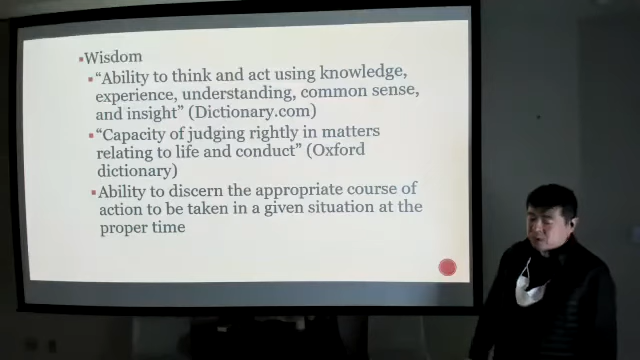 Wisdom
“Ability to think and act using knowledge,
experience, understanding, common sense,
and insight” (Dictionary.com)
“Capacity of judging rightly in matters
relating to life and conduct” (Oxford
dictionary)
Ability to discern the appropriate course of
action to be taken in a given situation at the
proper time